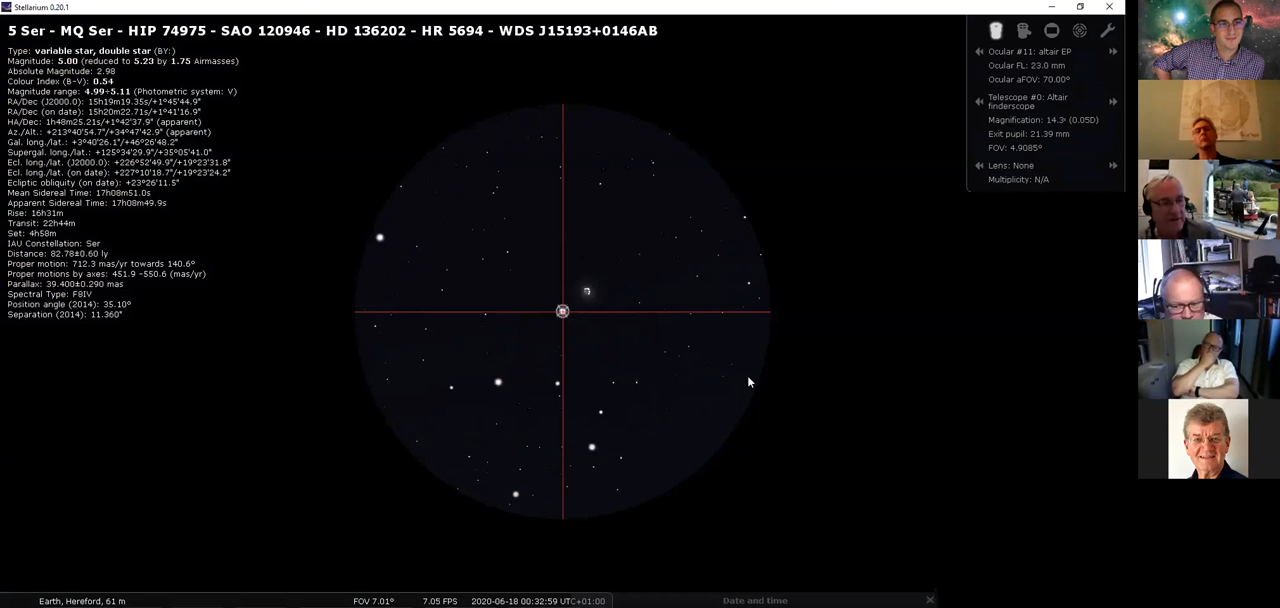 Stellarium 0.20.1
5 Ser - MQ Ser - HIP 74975 - SAO 120946 - HD 136202 - HR 5694 - WDS J15193+0146AB
Type: variable star, double star (BY:)
Magnitude: 5.00 (reduced to 5.23 by 1.75 Airmasses)
Absolute Magnitude: 2.98
Colour Index (B-V): 0.54
Magnitude range: 4.99÷5.11 (Photometric system: V)
RA/Dec (J2000.0): 15h19m19.35s/+1°45'44.9"
RA/Dec (on date): 15h20m22.71s/+1°41'16.9"
HA/Dec: 1h48m25.21s/+1°42'37.9" (apparent)
Az./Alt.: +213°40'54.7"/+34°47'42.9" (apparent)
Gal. long./lat.: +3°40'26.1"/+46°26'48.2"
Supergal. long./lat.: +125°34'29.9"/+35°05'41.0"
Ecl. long./lat. (J2000.0): +226°52'49.9"/+19°23'31.8"
Ecl. long./lat. (on date): +227°10'18.7"/+19°23'24.2"
Ecliptic obliquity (on date): +23°26'11.5"
Mean Sidereal Time: 17h08m51.0s
Apparent Sidereal Time: 17h08m49.9s
Rise: 16h31m
Transit: 22h44m
Set: 4h58m
IAU Constellation: Ser
Distance: 82.78±0.60 ly
Proper motion: 712.3 mas/yr towards 140.6°
Proper motions by axes: 451.9 -550.6 (mas/yr)
Parallax: 39.400±0.290 mas
Spectral Type: F8IV
Position angle (2014): 35.10°
Separation (2014): 11.360"
Ocular #11: altair EP
Ocular FL: 23.0 mm
Ocular aFOV: 70.00°
Telescope #0: Altair
finderscope
Magnification: 14.3× (0.05D)
Exit pupil: 21.39 mm
FOV: 4.9085°
Lens: None
Multiplicity: N/A
Earth, Hereford, 61 m
FOV 7.01°
7.05 FPS
2020-06-18 00:32:59 UTC+01:00
Date and time